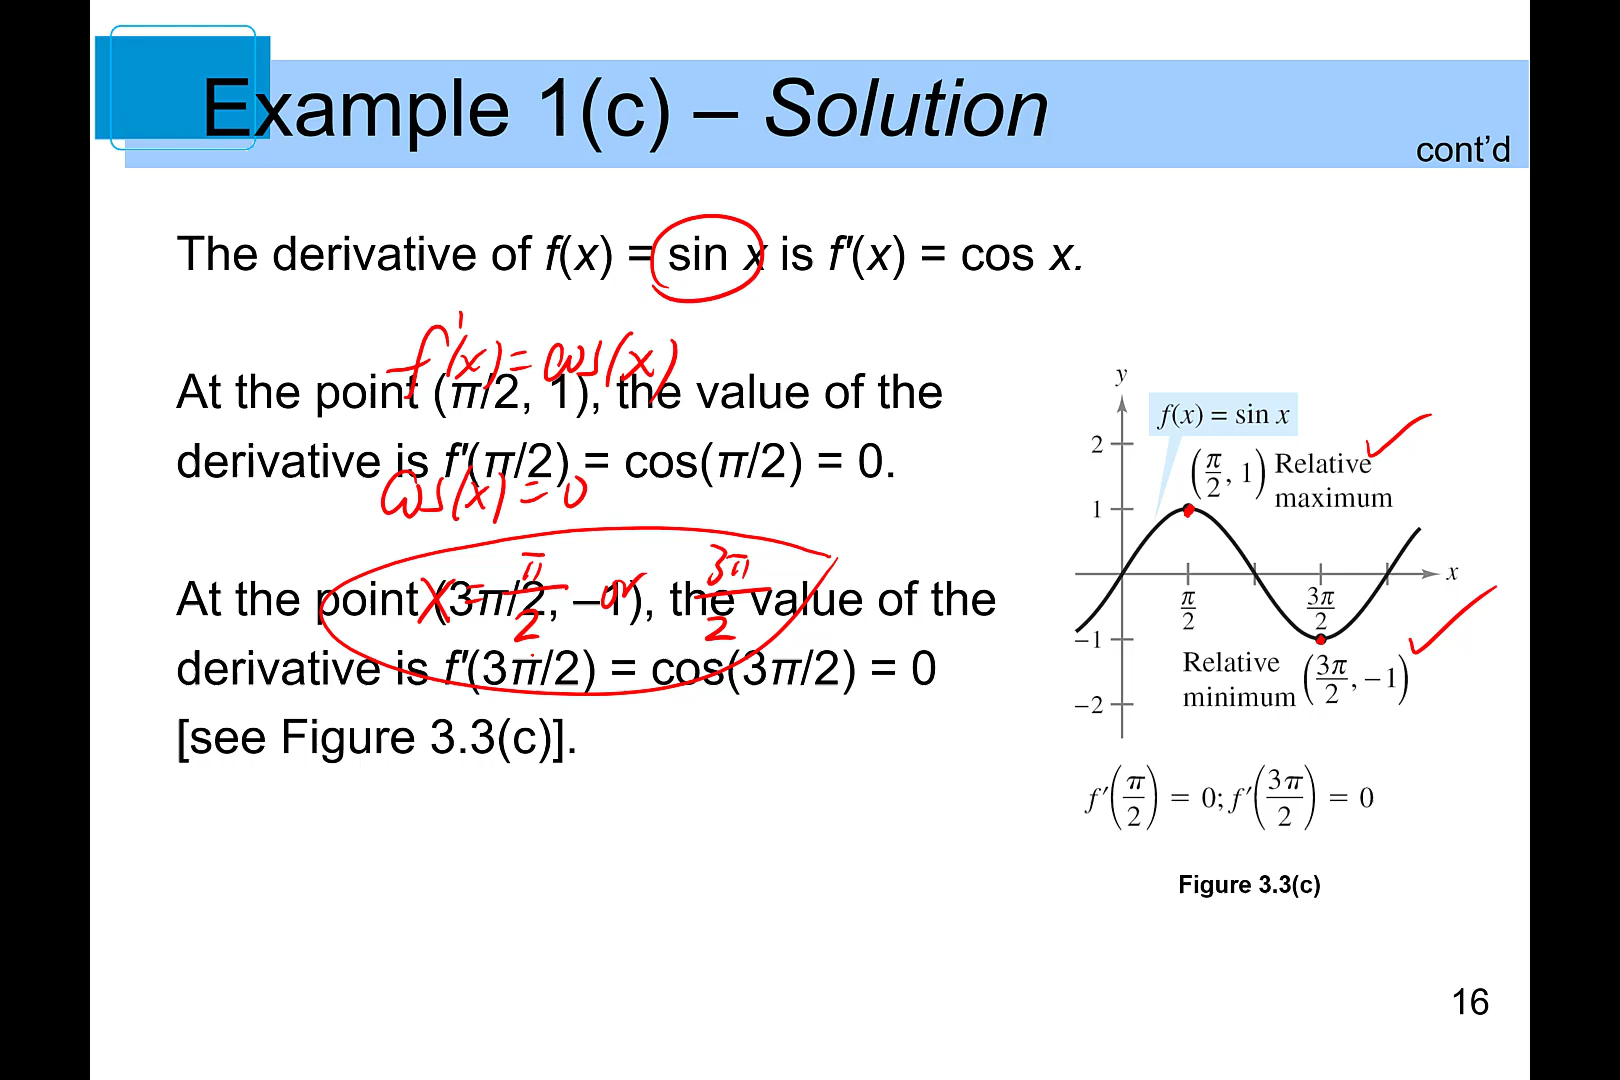 Example 1(c) – Solution
cont’d
The derivative of f(x) = sin x is f′(x) = cos x.
f'(x) = cos(x)
At the point (π/2, 1), the value of the
derivative is f′(π/2) = cos(π/2) = 0.
cos(x) = 0
x = π/2 or 3π/2
At the point (3π/2, –1), the value of the
derivative is f′(3π/2) = cos(3π/2) = 0
[see Figure 3.3(c)].
y
f(x) = sin x
2
(π/2, 1) Relative
maximum
1
x
π/2
3π/2
−1
Relative
minimum (3π/2, −1)
−2
f′(π/2) = 0; f′(3π/2) = 0
Figure 3.3(c)
16